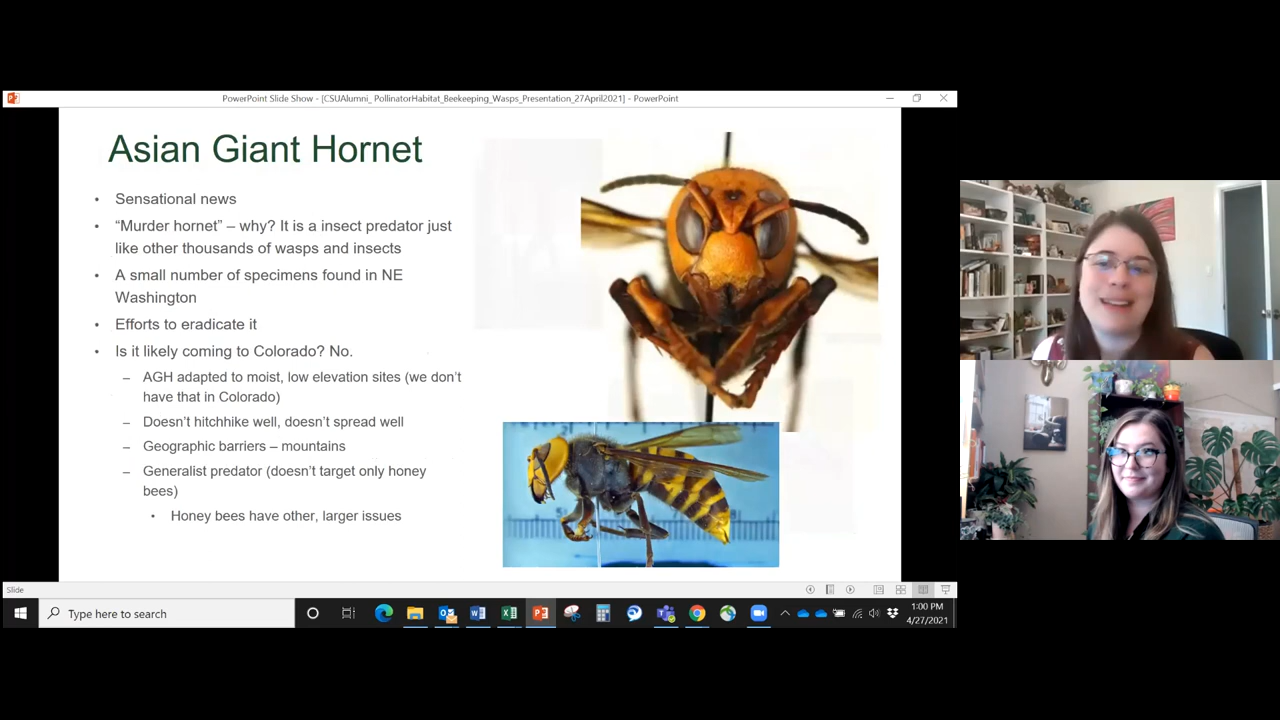 PowerPoint Slide Show - [CSUAlumni_ PollinatorHabitat_Beekeeping_Wasps_Presentation_27April2021] - PowerPoint
Asian Giant Hornet
• Sensational news
• “Murder hornet” – why? It is a insect predator just
like other thousands of wasps and insects
• A small number of specimens found in NE
Washington
• Efforts to eradicate it
• Is it likely coming to Colorado? No.
– AGH adapted to moist, low elevation sites (we don't
have that in Colorado)
– Doesn't hitchhike well, doesn't spread well
– Geographic barriers – mountains
– Generalist predator (doesn't target only honey
bees)
• Honey bees have other, larger issues
Slide
Type here to search
1:00 PM
4/27/2021